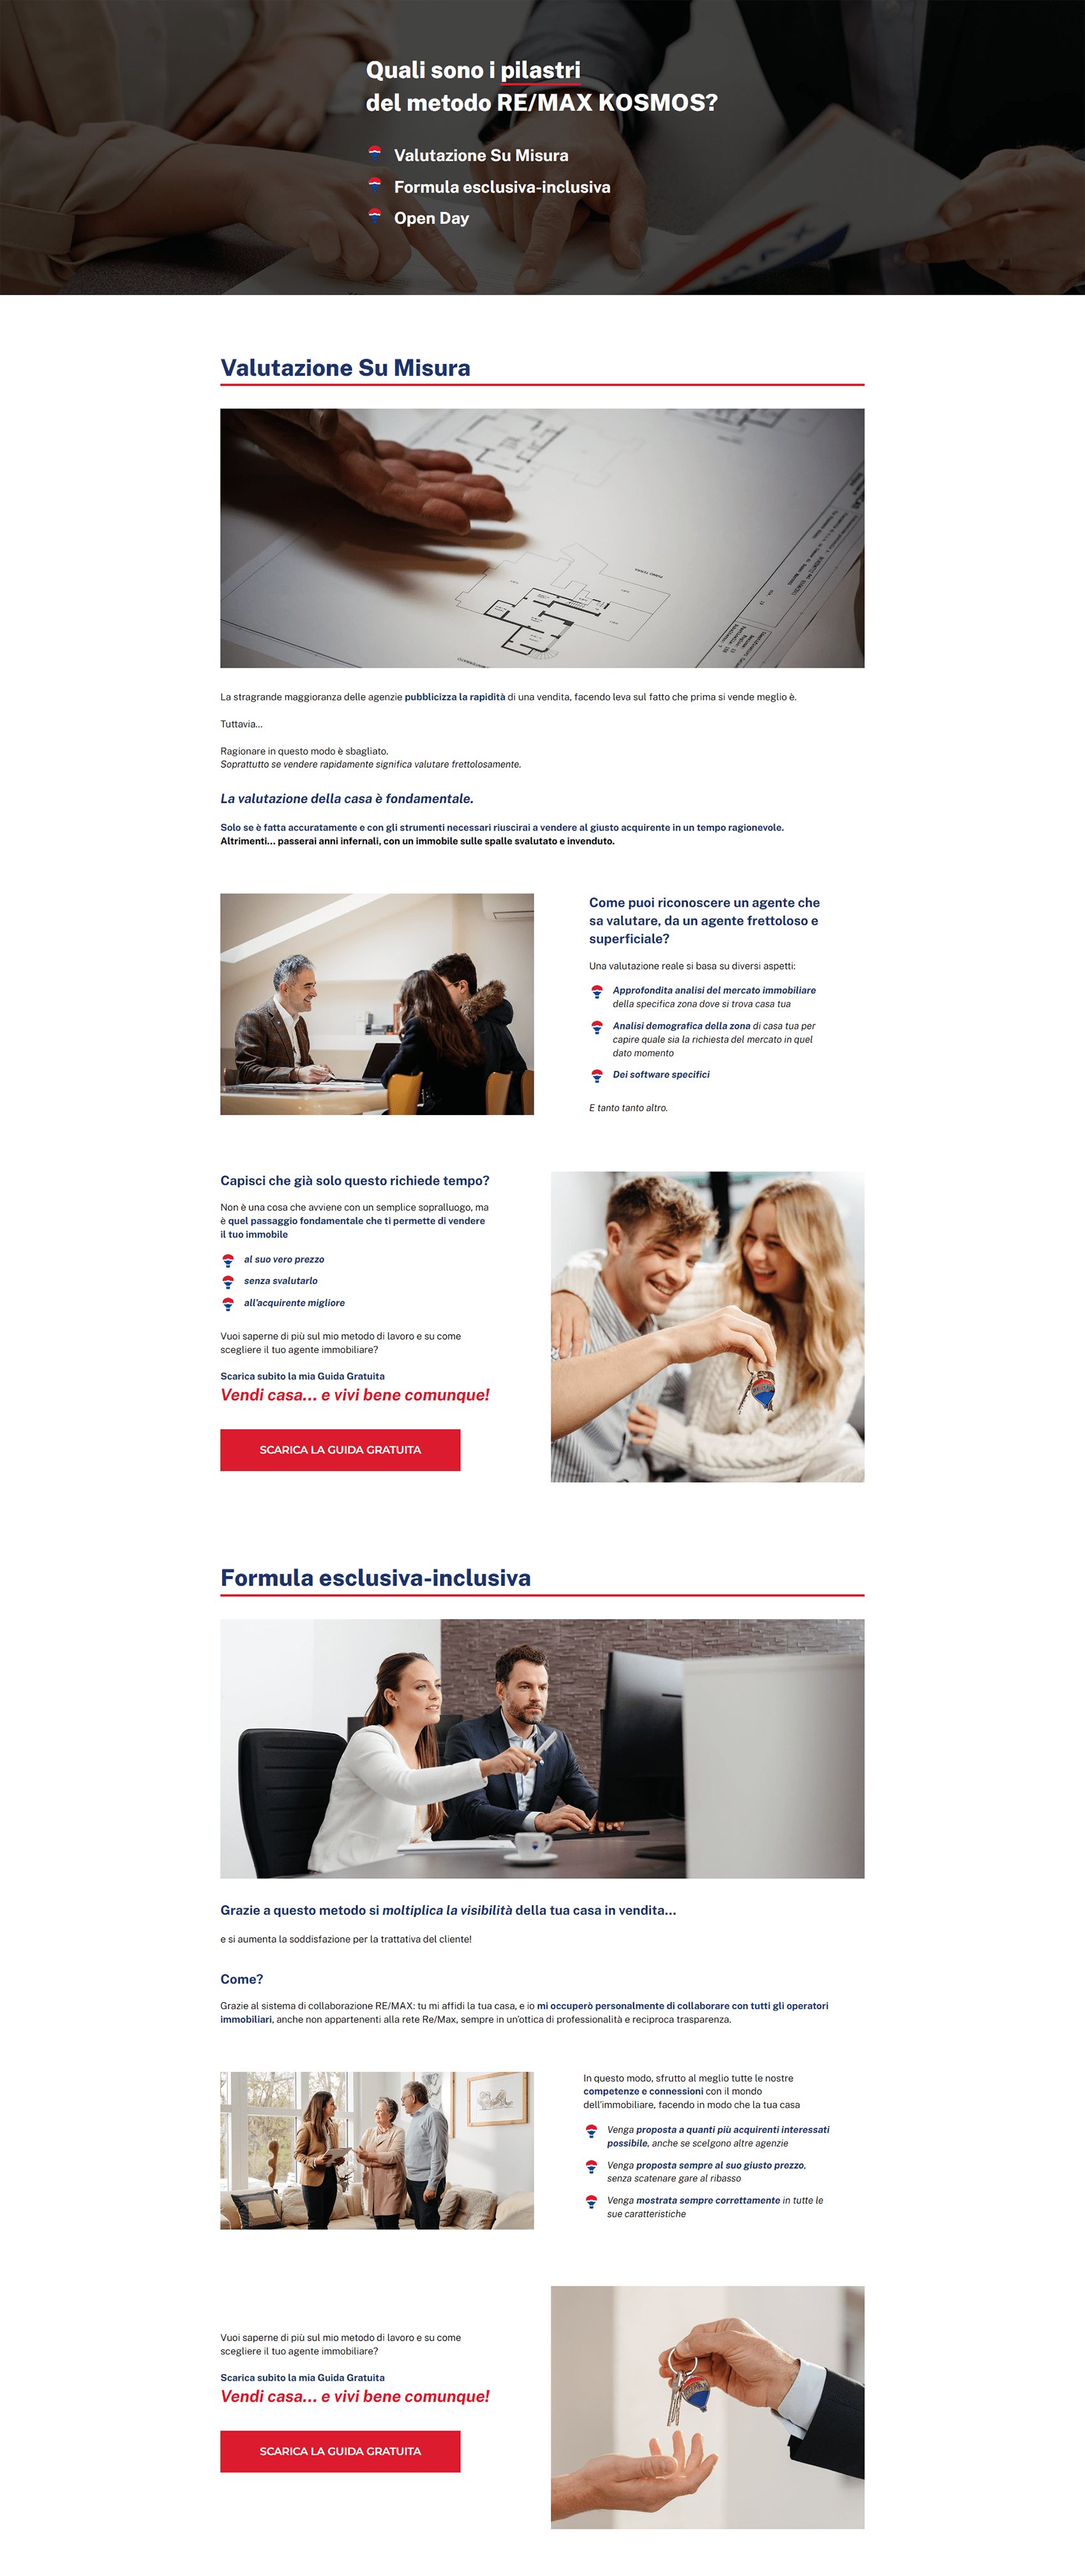 Quali sono i pilastri
del metodo RE/MAX KOSMOS?
Valutazione Su Misura
Formula esclusiva-inclusiva
Open Day
Valutazione Su Misura
La stragrande maggioranza delle agenzie pubblicizza la rapidità di una vendita, facendo leva sul fatto che prima si vende meglio è.
Tuttavia...
Ragionare in questo modo è sbagliato.
Soprattutto se vendere rapidamente significa valutare frettolosamente.
La valutazione della casa è fondamentale.
Solo se è fatta accuratamente e con gli strumenti necessari riuscirai a vendere al giusto acquirente in un tempo ragionevole.
Altrimenti... passerai anni infernali, con un immobile sulle spalle svalutato e invenduto.
Come puoi riconoscere un agente che
sa valutare, da un agente frettoloso e
superficiale?
Una valutazione reale si basa su diversi aspetti:
Approfondita analisi del mercato immobiliare
della specifica zona dove si trova casa tua
Analisi demografica della zona di casa tua per
capire quale sia la richiesta del mercato in quel
dato momento
Dei software specifici
E tanto tanto altro.
Capisci che già solo questo richiede tempo?
Non è una cosa che avviene con un semplice sopralluogo, ma
è quel passaggio fondamentale che ti permette di vendere
il tuo immobile
al suo vero prezzo
senza svalutarlo
all'acquirente migliore
Vuoi saperne di più sul mio metodo di lavoro e su come
scegliere il tuo agente immobiliare?
Scarica subito la mia Guida Gratuita
Vendi casa... e vivi bene comunque!
SCARICA LA GUIDA GRATUITA
Formula esclusiva-inclusiva
Grazie a questo metodo si moltiplica la visibilità della tua casa in vendita...
e si aumenta la soddisfazione per la trattativa del cliente!
Come?
Grazie al sistema di collaborazione RE/MAX: tu mi affidi la tua casa, e io mi occuperò personalmente di collaborare con tutti gli operatori
immobiliari, anche non appartenenti alla rete Re/Max, sempre in un'ottica di professionalità e reciproca trasparenza.
In questo modo, sfrutto al meglio tutte le nostre
competenze e connessioni con il mondo
dell'immobiliare, facendo in modo che la tua casa
Venga proposta a quanti più acquirenti interessati
possibile, anche se scelgono altre agenzie
Venga proposta sempre al suo giusto prezzo,
senza scatenare gare al ribasso
Venga mostrata sempre correttamente in tutte le
sue caratteristiche
Vuoi saperne di più sul mio metodo di lavoro e su come
scegliere il tuo agente immobiliare?
Scarica subito la mia Guida Gratuita
Vendi casa... e vivi bene comunque!
SCARICA LA GUIDA GRATUITA